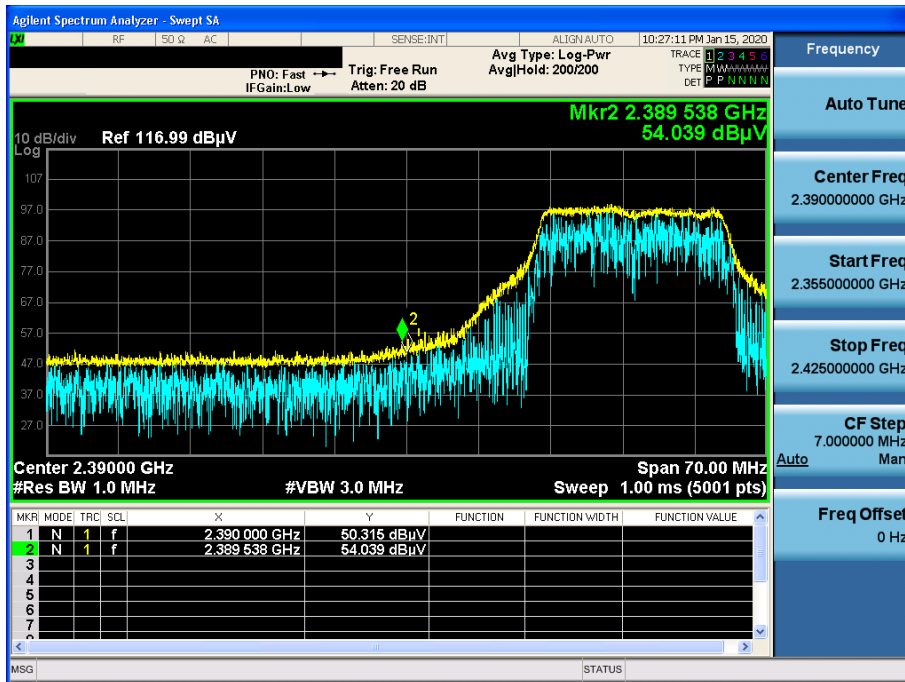 Agilent Spectrum Analyzer - Swept SA
LXI RF 50 Ω AC SENSE:INT ALIGN AUTO 10:27:11 PM Jan 15, 2020
PNO: Fast Trig: Free Run Avg Type: Log-Pwr TRACE 1 2 3 4 5 6
IFGain:Low Atten: 20 dB Avg|Hold: 200/200 TYPE M W W W W W
DET P P N N N N
Mkr2 2.389 538 GHz
54.039 dBµV
10 dB/div Ref 116.99 dBµV
Log
107
97.0
87.0
77.0
67.0
57.0
47.0
37.0
27.0
2
Center 2.39000 GHz Span 70.00 MHz
#Res BW 1.0 MHz #VBW 3.0 MHz Sweep 1.00 ms (5001 pts)
MKR MODE TRC SCL X Y FUNCTION FUNCTION WIDTH FUNCTION VALUE
1 N 1 f 2.390 000 GHz 50.315 dBµV
2 N 1 f 2.389 538 GHz 54.039 dBµV
3
4
5
6
7
MSG STATUS
Frequency
Auto Tune
Center Freq
2.390000000 GHz
Start Freq
2.355000000 GHz
Stop Freq
2.425000000 GHz
CF Step
7.000000 MHz
Auto Man
Freq Offset
0 Hz